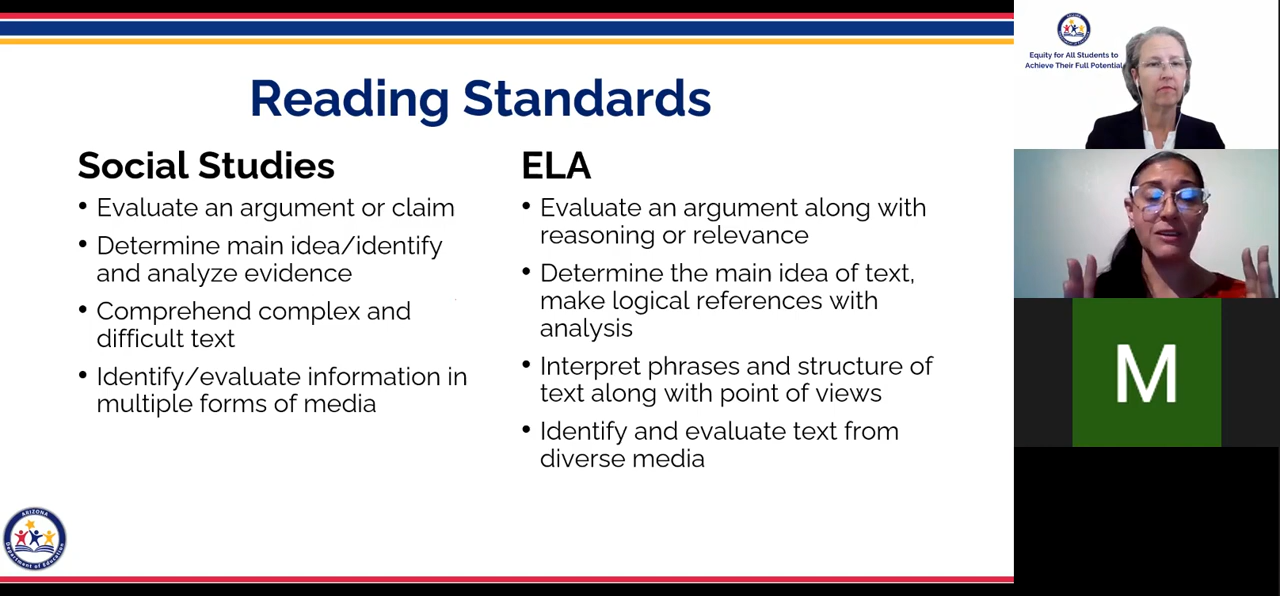 Reading Standards
Social Studies
• Evaluate an argument or claim
• Determine main idea/identify
and analyze evidence
• Comprehend complex and
difficult text
• Identify/evaluate information in
multiple forms of media
ELA
• Evaluate an argument along with
reasoning or relevance
• Determine the main idea of text,
make logical references with
analysis
• Interpret phrases and structure of
text along with point of views
• Identify and evaluate text from
diverse media
ARIZONA
Department of Education
Equity for All Students to
Achieve Their Full Potential
M